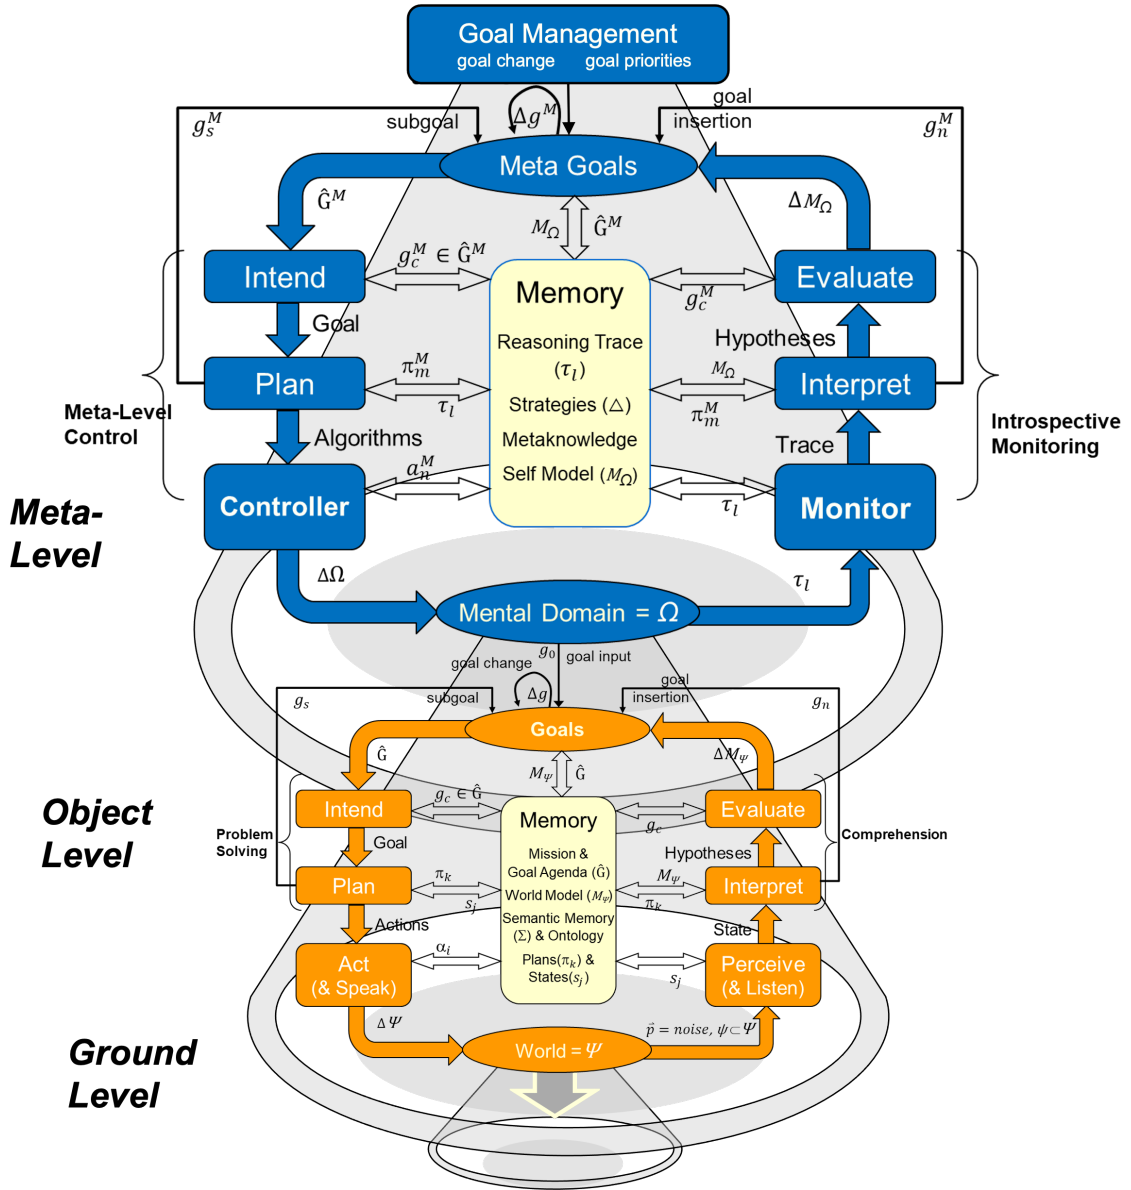 Goal Management
goal change goal priorities
g_s^M
subgoal
Δg^M
goal
insertion
g_n^M
Meta Goals
Ĝ^M
M_Ω
Ĝ^M
ΔM_Ω
Intend
g_c^M ∈ Ĝ^M
Memory
g_c^M
Evaluate
Goal
Reasoning Trace
(τ_l)
Hypotheses
Plan
π_m^M
τ_l
Strategies (△)
M_Ω
π_m^M
Interpret
Meta-Level
Control
Algorithms
Metaknowledge
Trace
Introspective
Monitoring
Self Model (M_Ω)
Controller
a_n^M
τ_l
Monitor
Meta-
Level
ΔΩ
Mental Domain = Ω
τ_l
g_0
goal input
goal change
g_s
subgoal
Δg
goal
insertion
g_n
Goals
Ĝ
M_Ψ
Ĝ
ΔM_Ψ
Intend
g_c ∈ Ĝ
Memory
g_c
Evaluate
Object
Level
Problem
Solving
Goal
Mission &
Goal Agenda (Ĝ)
Hypotheses
Comprehension
Plan
π_k
s_j
World Model (M_Ψ)
M_Ψ
π_k
Interpret
Actions
Semantic Memory
(Σ) & Ontology
State
Act
(& Speak)
α_i
Plans(π_k) &
States(s_j)
s_j
Perceive
(& Listen)
Ground
Level
ΔΨ
World = Ψ
p⃗ = noise, ψ⊂Ψ